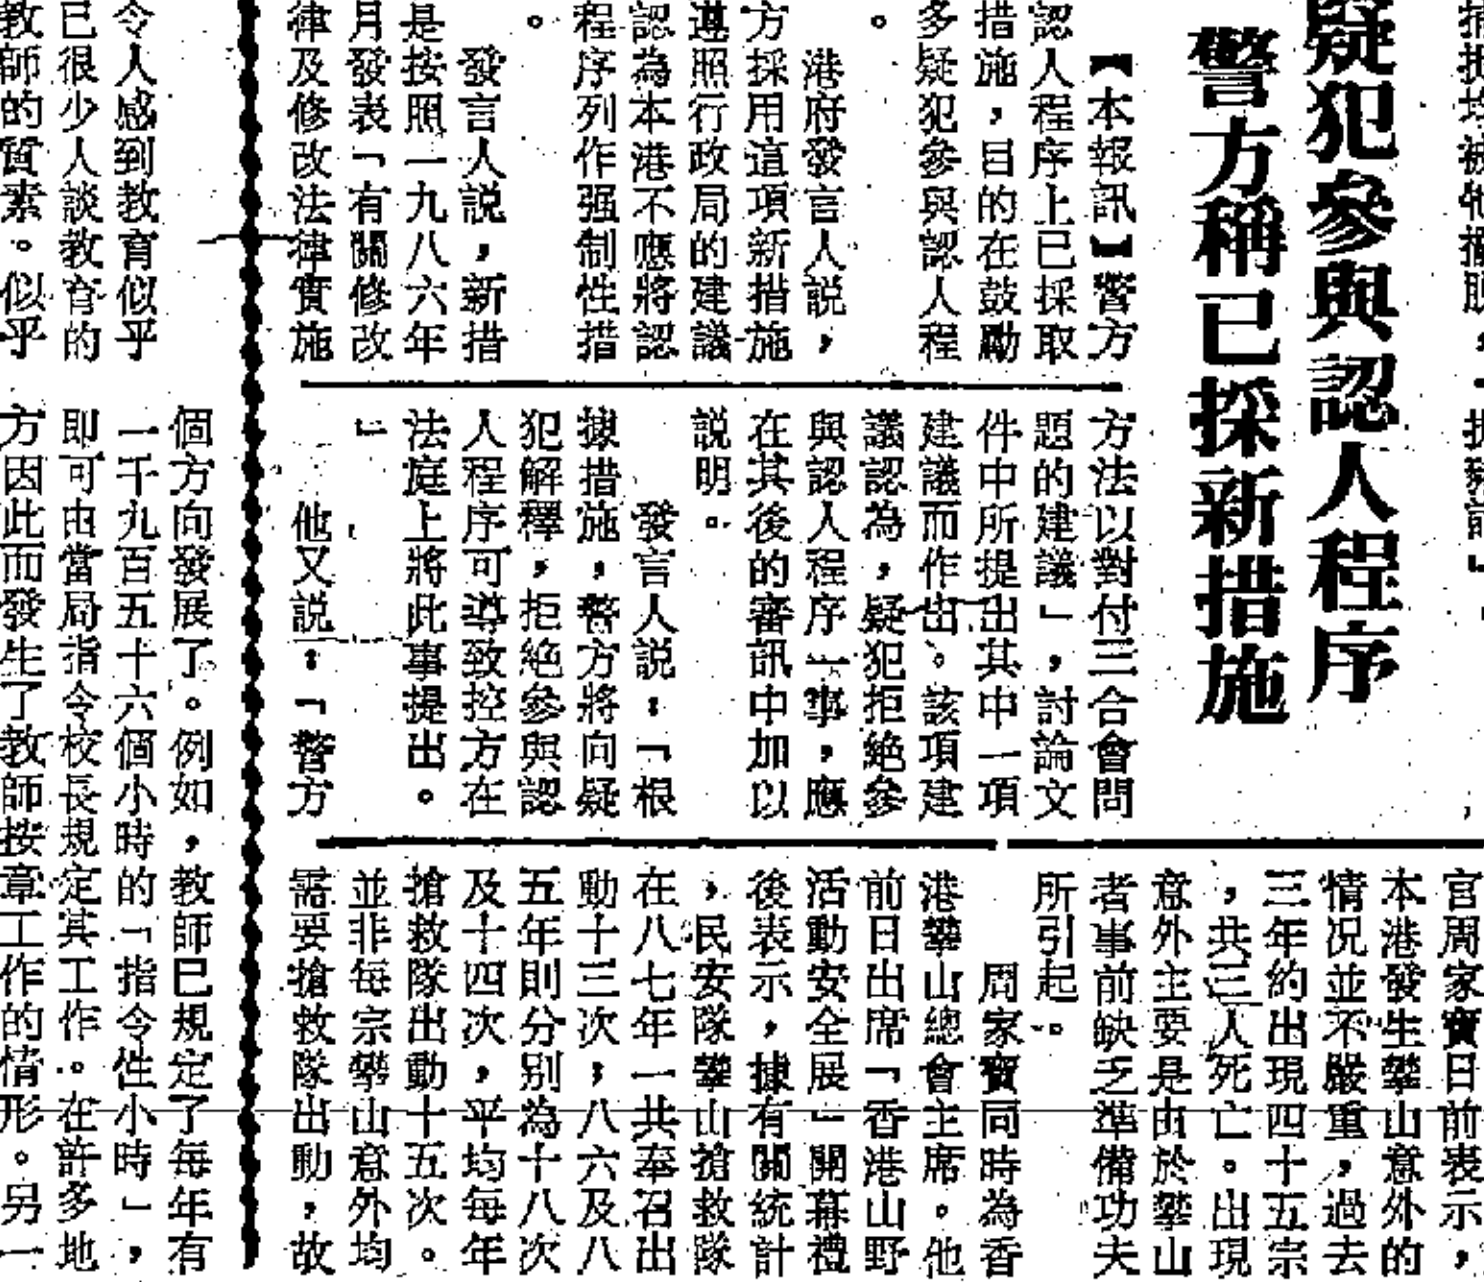 疑犯參與認人程序
警方稱已採新措施
【本報訊】警方
認人程序上已採取
措施,目的在鼓勵
多疑犯參與認人程
。
港府發言人説,
方採用這項新措施
遵照行政局的建議
認為本港不應將認
程序列作强制性措
。
發言人説,新措
是按照一九八六年
月發表「有關修改
律及修改法律實施
方法以對付三合會問
題的建議」,討論文
件中所提出其中一項
建議而作出。該項建
議認為,疑犯拒絶參
與認人程序一事,應
在其後的審訊中加以
説明。
發言人説:「根
據措施,警方將向疑
犯解釋,拒絶參與認
人程序可導致控方在
法庭上將此事提出。
」
他又説:「警方
官周家寶日前表示,
本港發生攀山意外的
情况並不嚴重,過去
三年約出現四十五宗
,共三人死亡。出現
意外主要是由於攀山
者事前缺乏準備功夫
所引起。
周家寶同時為香
港攀山總會主席。他
前日出席「香港山野
活動安全展」開幕禮
後表示,據有關統計
,民安隊攀山搶救隊
在八七年一共奉召出
動十三次;八六及八
五年則分別為十八次
及十四次,平均每年
搶救隊出動十五次。
並非每宗攀山意外均
需要搶救隊出動,故
令人感到教育似乎
已很少人談教育的
教師的質素。似乎
個方向發展了。例如,教師已規定了每年有
一千九百五十六個小時的「指令性小時」,
即可由當局指令校長規定其工作。在許多地
方因此而發生了教師按章工作的情形。另一